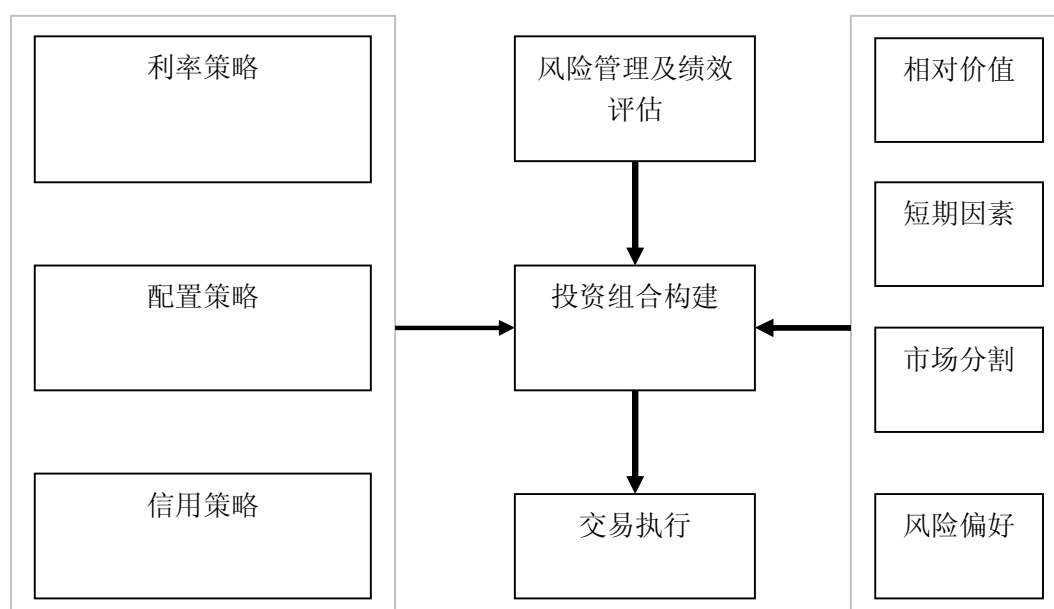 利率策略
配置策略
信用策略
风险管理及绩效
评估
投资组合构建
交易执行
相对价值
短期因素
市场分割
风险偏好